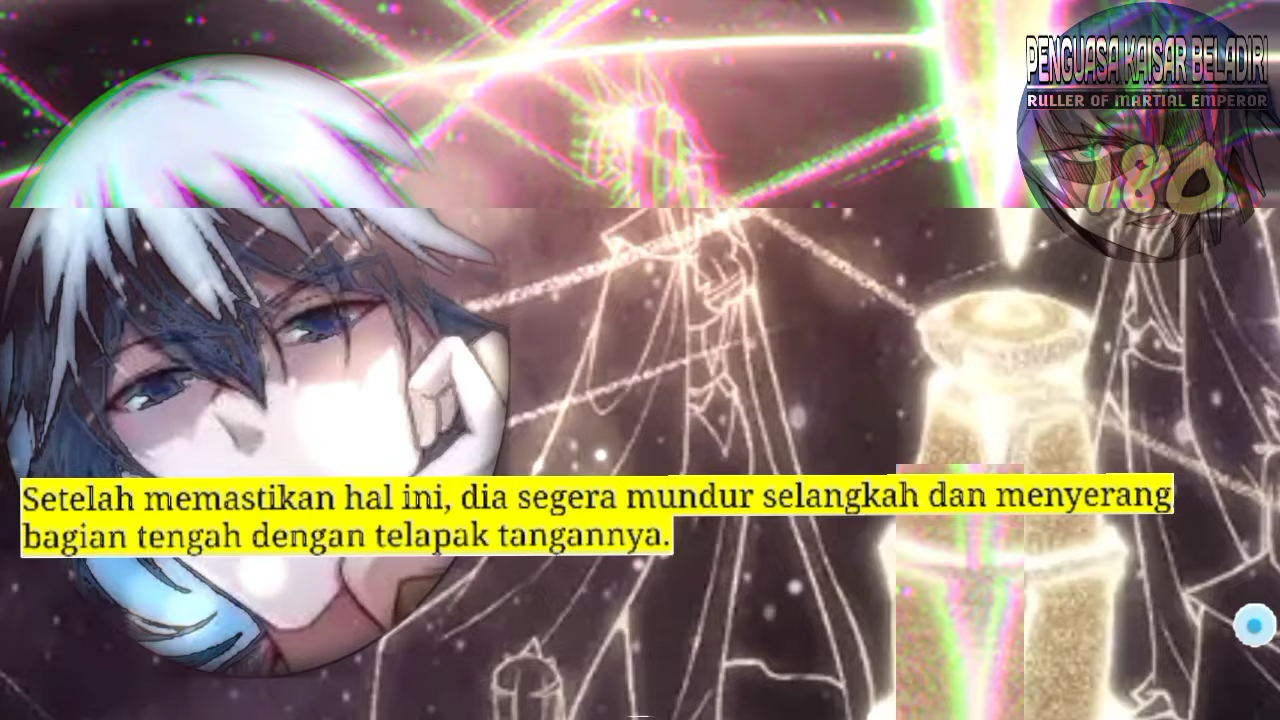 PENGUASA KAISAR BELADIRI
RULLER OF MARTIAL EMPEROR
180
Setelah memastikan hal ini, dia segera mundur selangkah dan menyerang
bagian tengah dengan telapak tangannya.